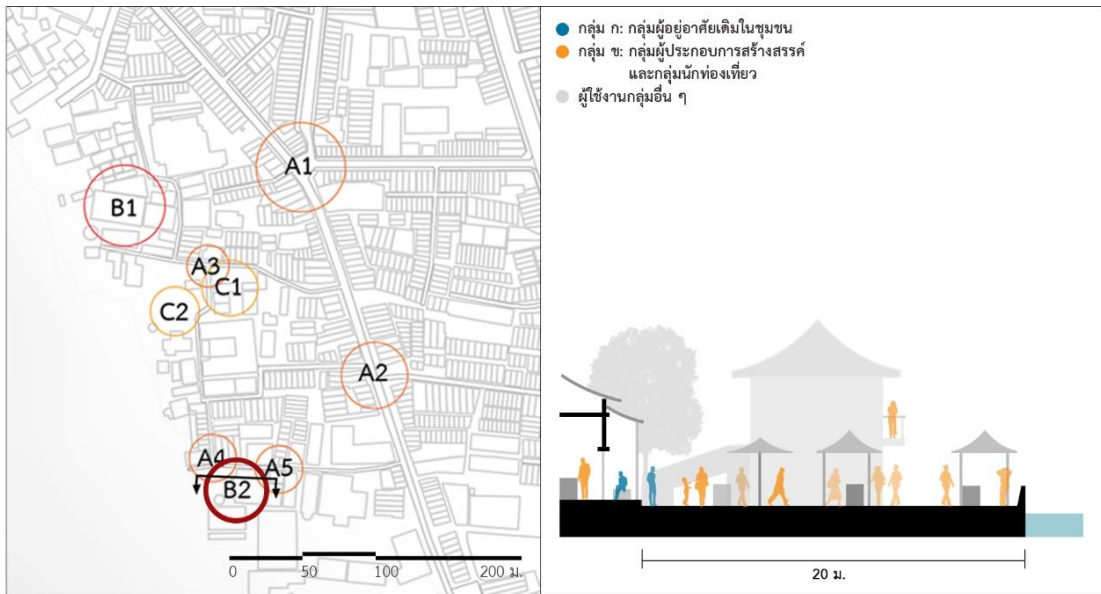 A1
B1
A3
C1
C2
A2
A4
A5
B2
0 50 100 200 ม.
กลุ่ม ก: กลุ่มผู้อยู่อาศัยเดิมในชุมชน
กลุ่ม ข: กลุ่มผู้ประกอบการสร้างสรรค์
และกลุ่มนักท่องเที่ยว
ผู้ใช้งานกลุ่มอื่น ๆ
20 ม.